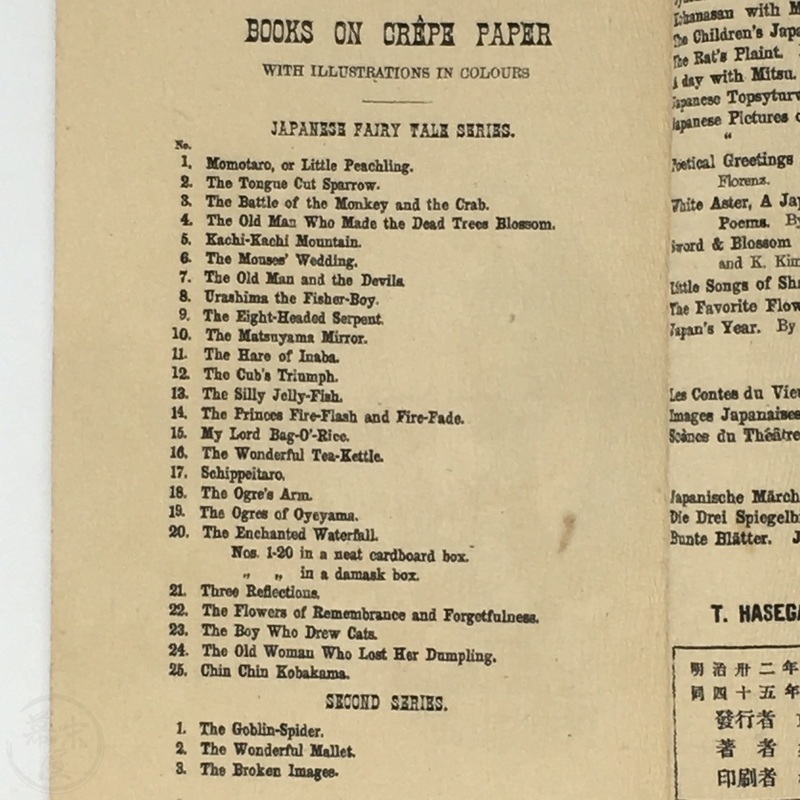 BOOKS ON CRÊPE PAPER
WITH ILLUSTRATIONS IN COLOURS
JAPANESE FAIRY TALE SERIES.
No.
1. Momotaro, or Little Peachling.
2. The Tongue Cut Sparrow.
3. The Battle of the Monkey and the Crab.
4. The Old Man Who Made the Dead Trees Blossom.
5. Kachi-Kachi Mountain.
6. The Mouses' Wedding.
7. The Old Man and the Devils
8. Urashima the Fisher-Boy.
9. The Eight-Headed Serpent.
10. The Matsuyama Mirror.
11. The Hare of Inaba.
12. The Cub's Triumph.
13. The Silly Jelly-Fish.
14. The Princes Fire-Flash and Fire-Fade.
15. My Lord Bag-O'-Rice.
16. The Wonderful Tea-Kettle.
17. Schippeitaro.
18. The Ogre's Arm.
19. The Ogres of Oyeyama.
20. The Enchanted Waterfall.
Nos. 1-20 in a neat cardboard box.
„ „ in a damask box.
21. Three Reflections.
22. The Flowers of Remembrance and Forgetfulness.
23. The Boy Who Drew Cats.
24. The Old Woman Who Lost Her Dumpling.
25. Chin Chin Kobakama.
SECOND SERIES.
1. The Goblin-Spider.
2. The Wonderful Mallet.
3. The Broken Images.
with M
The Children's Japa
The Rat's Plaint.
A day with Mitsu.
Japanese Topsyturv
Japanese Pictures o
"
Poetical Greetings
Florenz.
White Aster, A Jap
Poems. By
Sword & Blossom
and K. Kim
Little Songs of Sh
The Favorite Flow
Japan's Year. By
Les Contes du Vie
Images Japanaises
Scènes du Théâtre
Japanische Märch
Die Drei Spiegelb
Bunte Blätter. J
T. HASEGA
明治卅二年
同四十五年
發行者
著者
印刷者